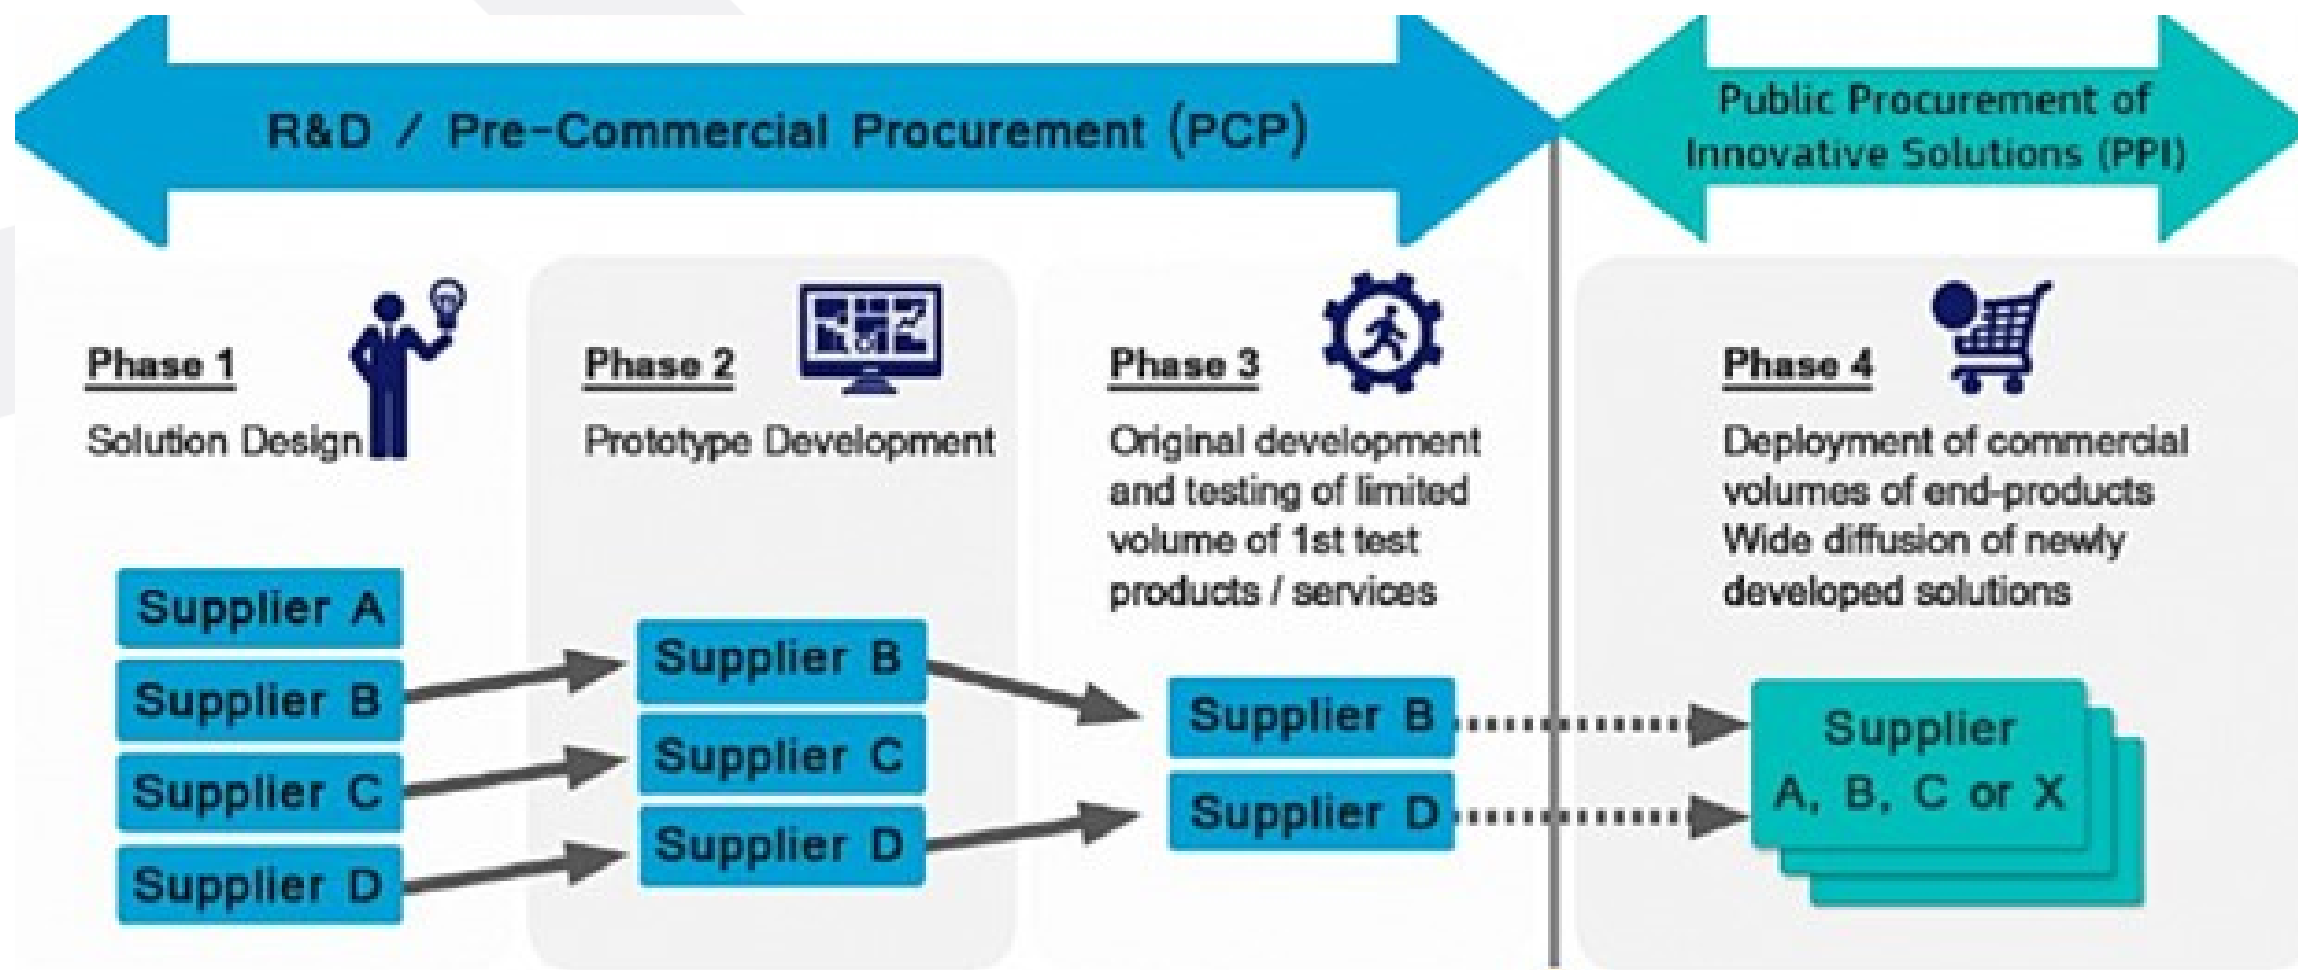 R&D / Pre-Commercial Procurement (PCP)
Public Procurement of
Innovative Solutions (PPI)
Phase 1
Solution Design
Supplier A
Supplier B
Supplier C
Supplier D
Phase 2
Prototype Development
Supplier B
Supplier C
Supplier D
Phase 3
Original development
and testing of limited
volume of 1st test
products / services
Supplier B
Supplier D
Phase 4
Deployment of commercial
volumes of end-products
Wide diffusion of newly
developed solutions
Supplier
A, B, C or X